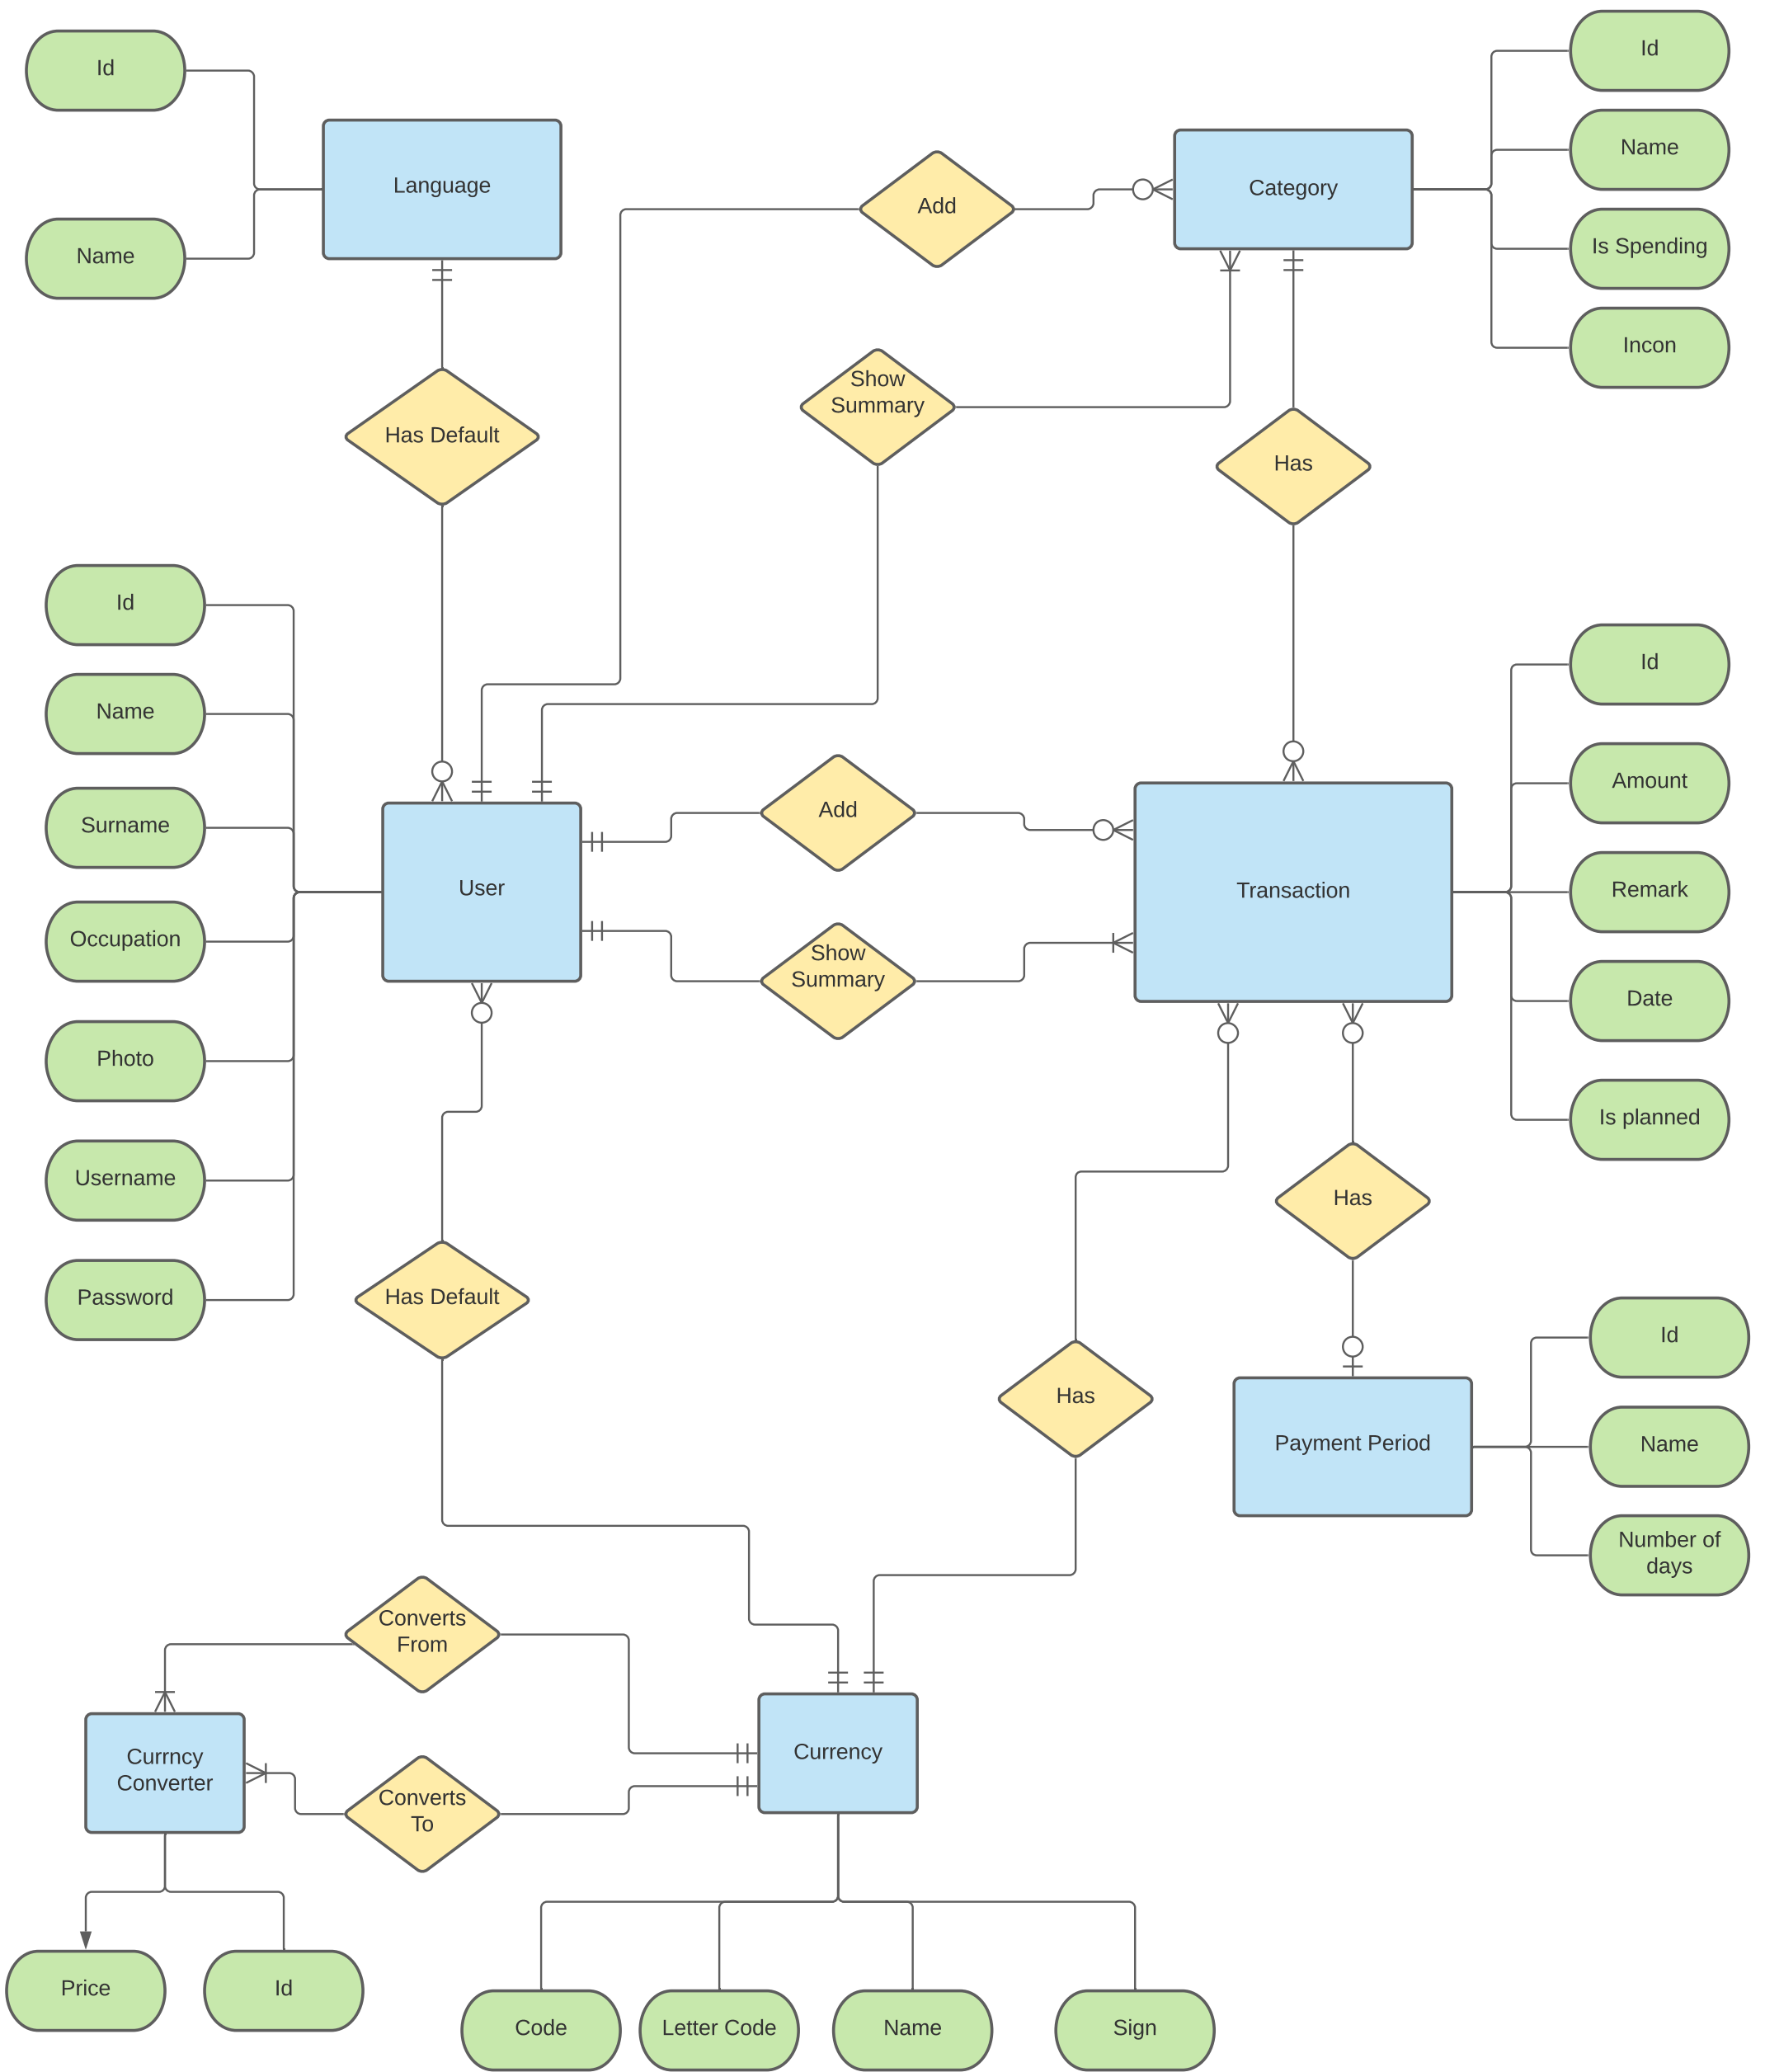 Id
Id
Name
Language
Category
Add
Name
Is Spending
Incon
Show
Summary
Has Default
Has
Id
Name
Surname
Occupation
Photo
Username
Password
User
Add
Show
Summary
Transaction
Id
Amount
Remark
Date
Is planned
Has
Has Default
Has
Payment Period
Id
Name
Number of
days
Converts
From
Currncy
Converter
Converts
To
Currency
Price
Id
Code
Letter Code
Name
Sign